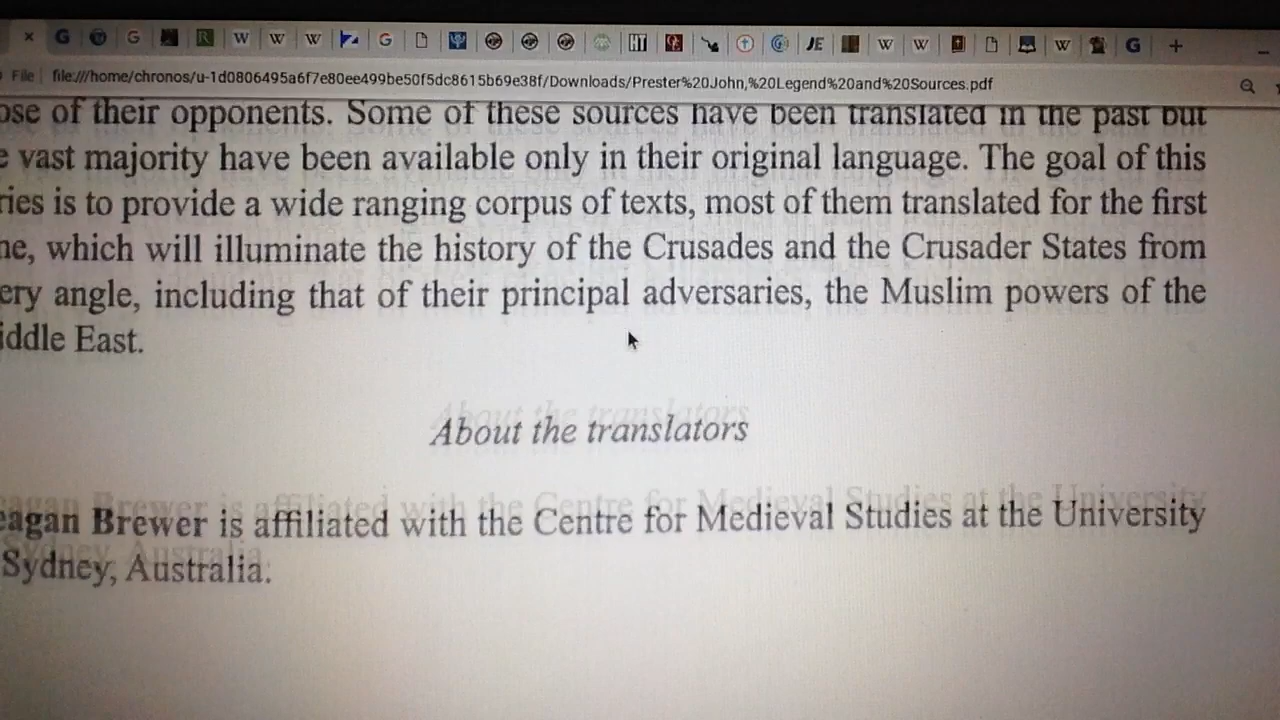 File file:///home/chronos/u-1d0806495a6f7e80ee499be50f5dc8615b69e38f/Downloads/Prester%20John,%20Legend%20and%20Sources.pdf
ose of their opponents. Some of these sources have been translated in the past but
e vast majority have been available only in their original language. The goal of this
ries is to provide a wide ranging corpus of texts, most of them translated for the first
ne, which will illuminate the history of the Crusades and the Crusader States from
ery angle, including that of their principal adversaries, the Muslim powers of the
iddle East.
About the translators
eagan Brewer is affiliated with the Centre for Medieval Studies at the University
Sydney, Australia.